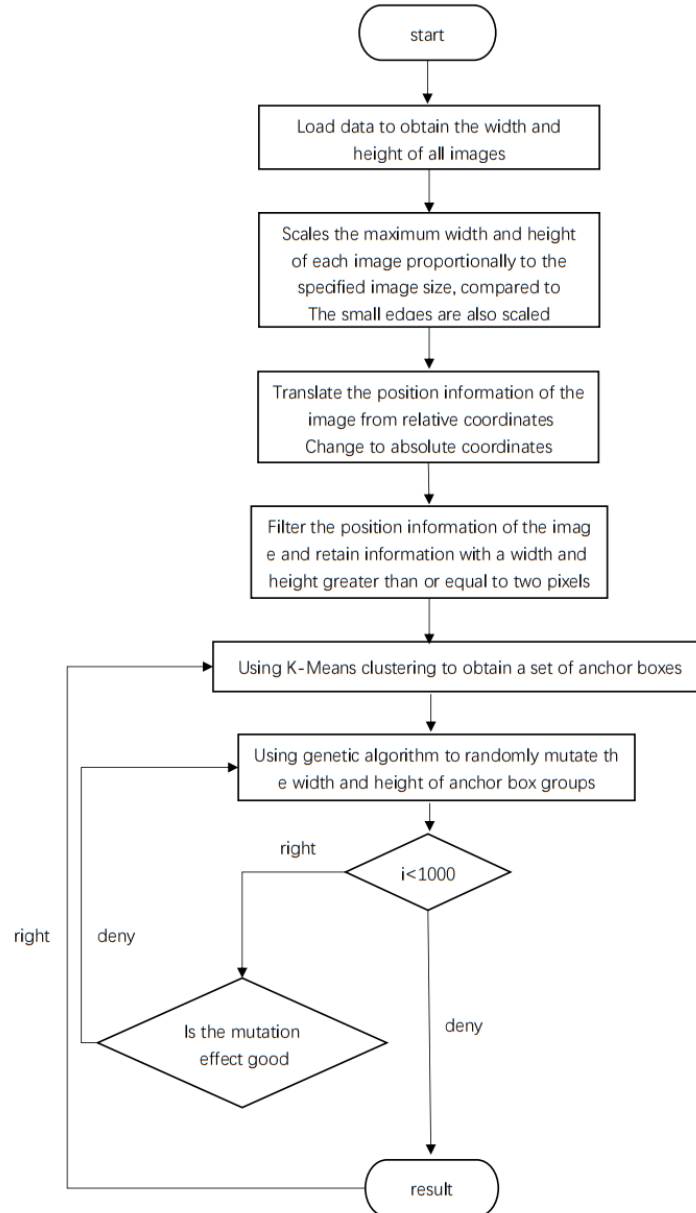 start
Load data to obtain the width and
height of all images
Scales the maximum width and height
of each image proportionally to the
specified image size, compared to
The small edges are also scaled
Translate the position information of the
image from relative coordinates
Change to absolute coordinates
Filter the position information of the imag
e and retain information with a width and
height greater than or equal to two pixels
Using K-Means clustering to obtain a set of anchor boxes
Using genetic algorithm to randomly mutate th
e width and height of anchor box groups
right
i<1000
right
deny
Is the mutation
effect good
deny
result